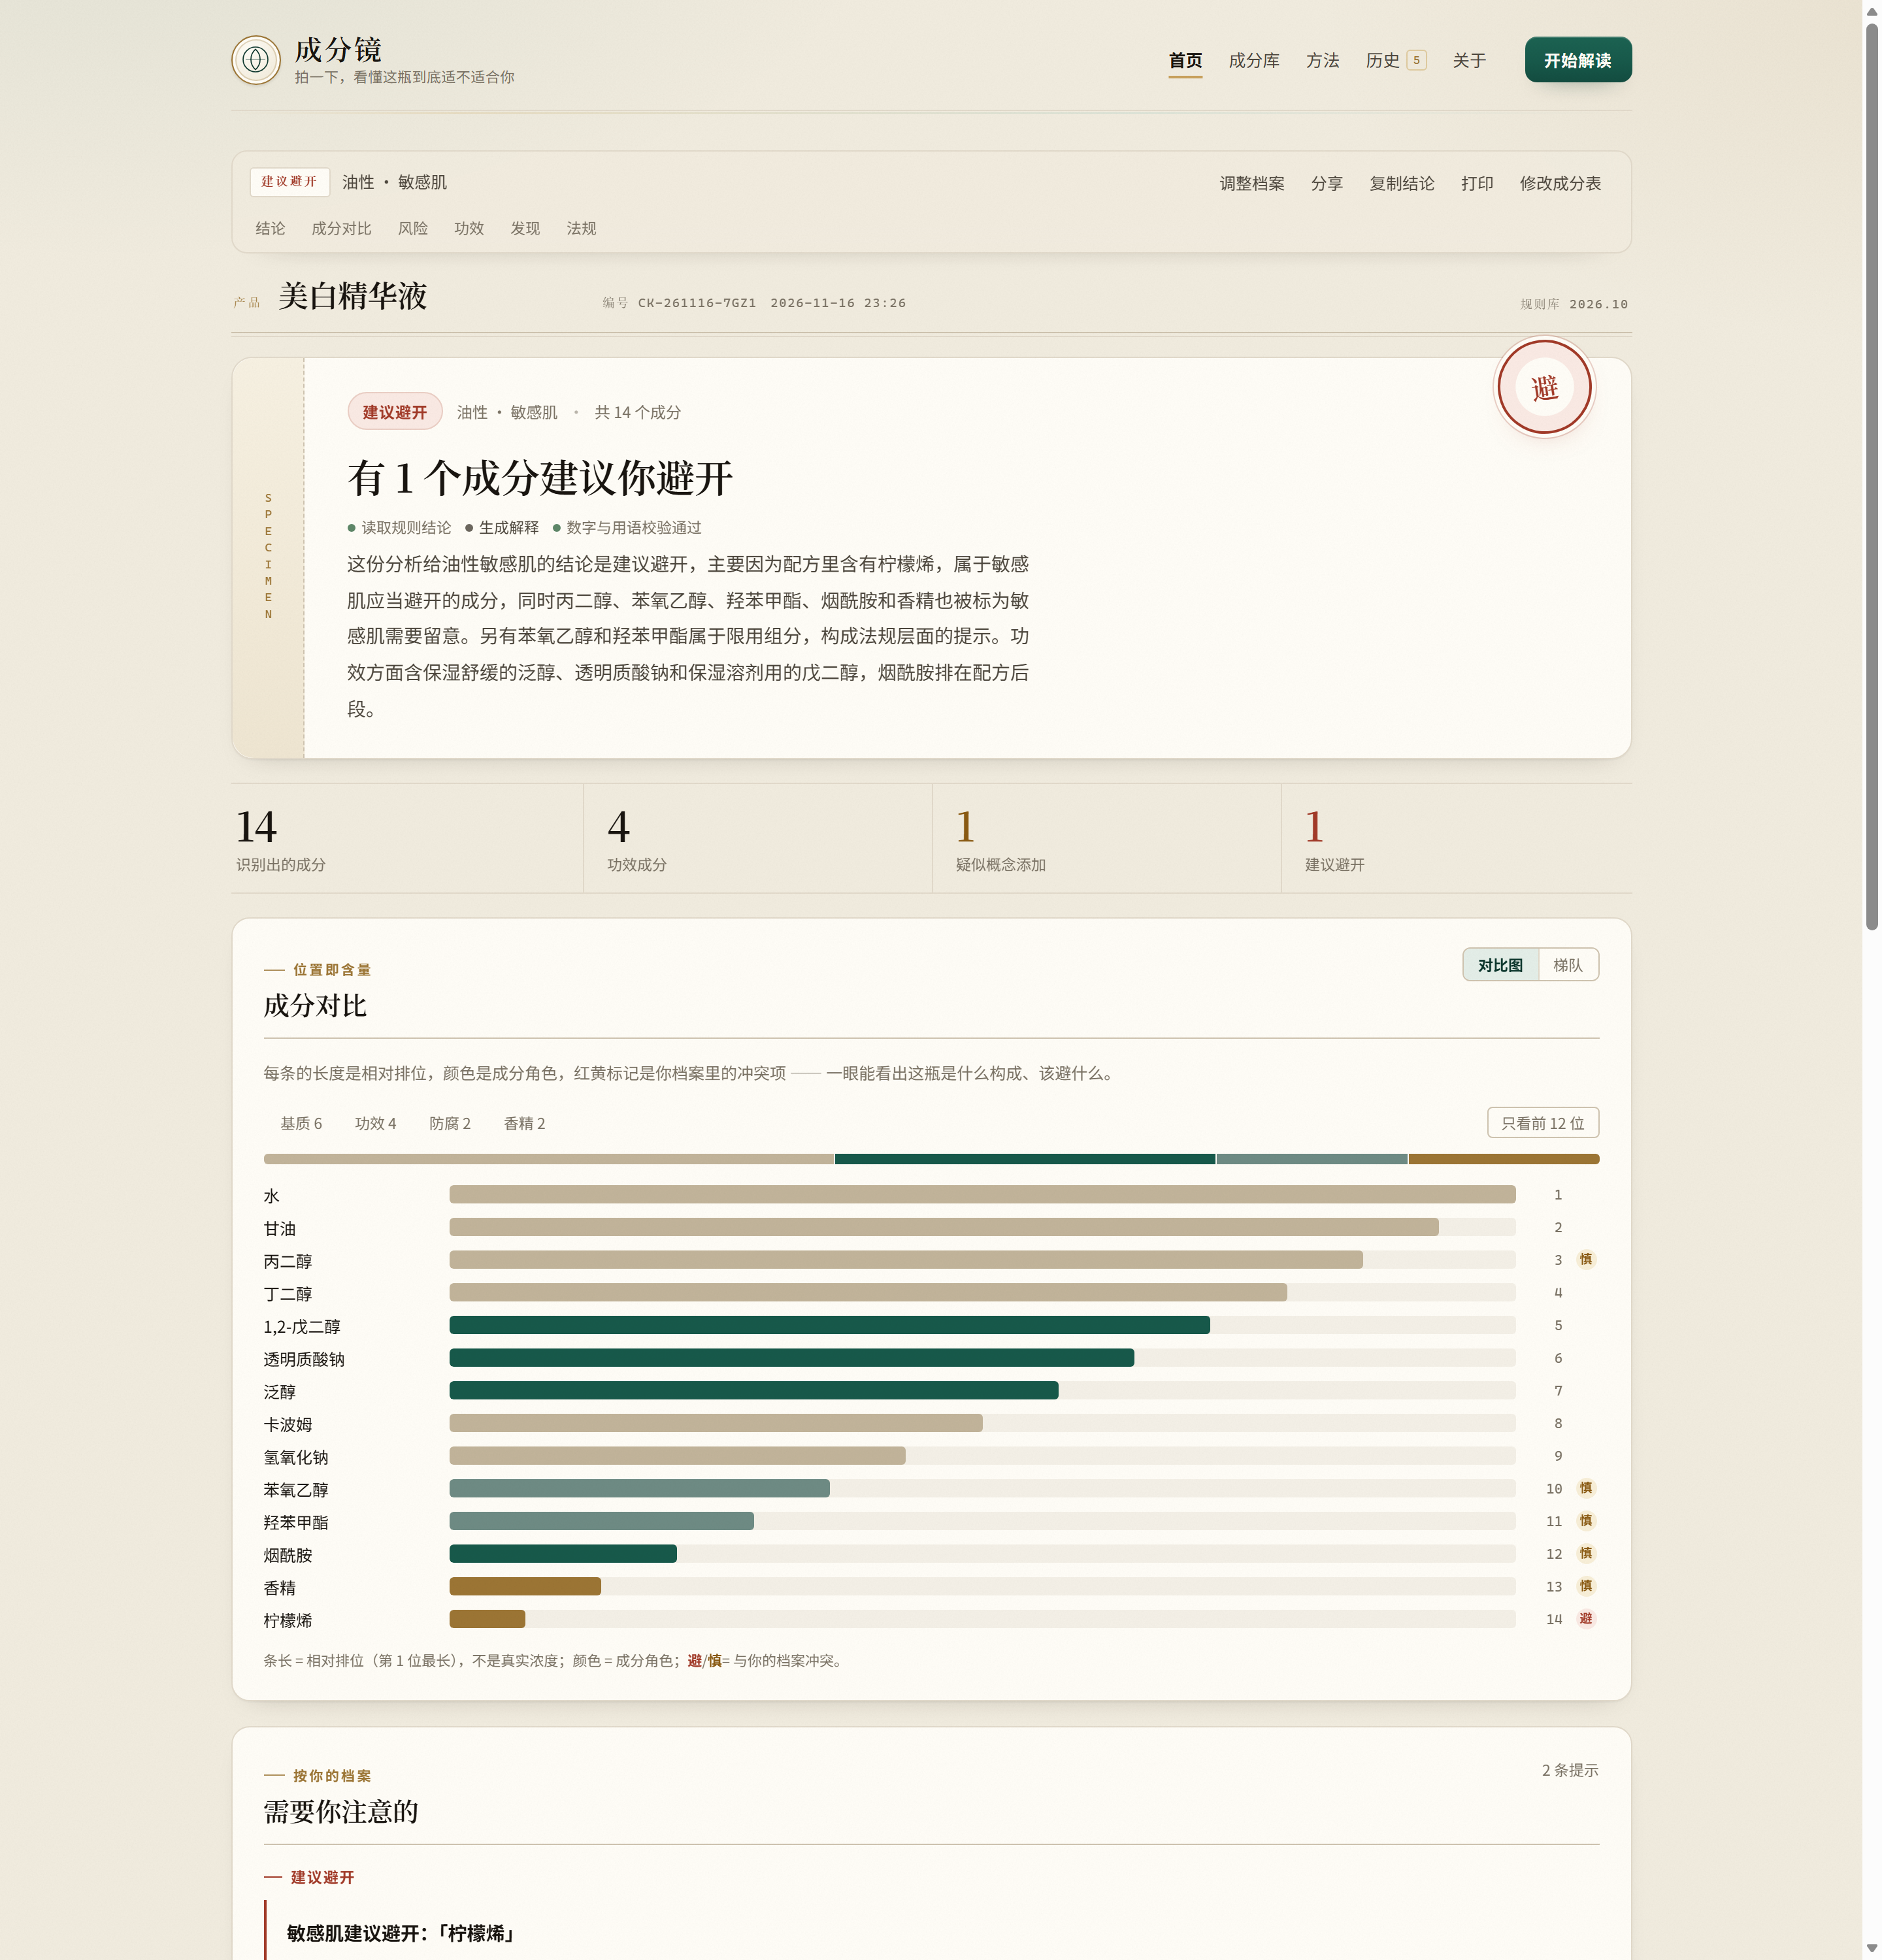 成分镜
拍一下，看懂这瓶到底适不适合你
首页 成分库 方法 历史 5 关于 开始解读
建议避开 油性 · 敏感肌
调整档案 分享 复制结论 打印 修改成分表
结论 成分对比 风险 功效 发现 法规
产品 美白精华液 编号 CK-261116-7GZ1 2026-11-16 23:26 规则库 2026.10
避
SPECIMEN
建议避开 油性 · 敏感肌 · 共 14 个成分
有 1 个成分建议你避开
读取规则结论 生成解释 数字与用语校验通过
这份分析给油性敏感肌的结论是建议避开，主要因为配方里含有柠檬烯，属于敏感
肌应当避开的成分，同时丙二醇、苯氧乙醇、羟苯甲酯、烟酰胺和香精也被标为敏
感肌需要留意。另有苯氧乙醇和羟苯甲酯属于限用组分，构成法规层面的提示。功
效方面含保湿舒缓的泛醇、透明质酸钠和保湿溶剂用的戊二醇，烟酰胺排在配方后
段。
14 4 1 1
识别出的成分 功效成分 疑似概念添加 建议避开
位置即含量
成分对比
对比图 梯队
每条的长度是相对排位，颜色是成分角色，红黄标记是你档案里的冲突项 —— 一眼能看出这瓶是什么构成、该避什么。
基质 6 功效 4 防腐 2 香精 2 只看前 12 位
水 1
甘油 2
丙二醇 3 慎
丁二醇 4
1,2-戊二醇 5
透明质酸钠 6
泛醇 7
卡波姆 8
氢氧化钠 9
苯氧乙醇 10 慎
羟苯甲酯 11 慎
烟酰胺 12 慎
香精 13 慎
柠檬烯 14 避
条长 = 相对排位（第 1 位最长），不是真实浓度；颜色 = 成分角色；避/慎= 与你的档案冲突。
按你的档案
需要你注意的
2 条提示
建议避开
敏感肌建议避开：「柠檬烯」